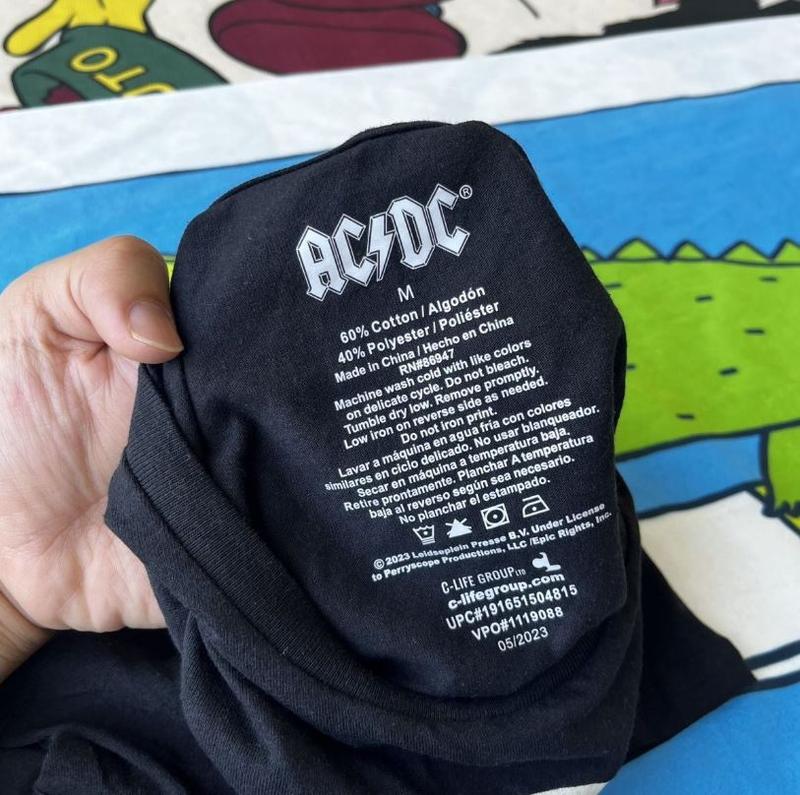 UTO
AC⚡DC®
M
60% Cotton / Algodón
40% Polyester / Poliéster
Made in China / Hecho en China
RN#86947
Machine wash cold with like colors
on delicate cycle. Do not bleach.
Tumble dry low. Remove promptly.
Low iron on reverse side as needed.
Do not iron print.
Lavar a máquina en agua fría con colores
similares en ciclo delicado. No usar blanqueador.
Secar en máquina a temperatura baja.
Retire prontamente. Planchar A temperatura
baja al reverso según sea necesario.
No planchar el estampado.
© 2023 Leidseplein Presse B.V. Under License
to Perryscope Productions, LLC /Epic Rights, Inc.
C-LIFE GROUP LTD
c-lifegroup.com
UPC#191651504815
VPO#1119088
05/2023